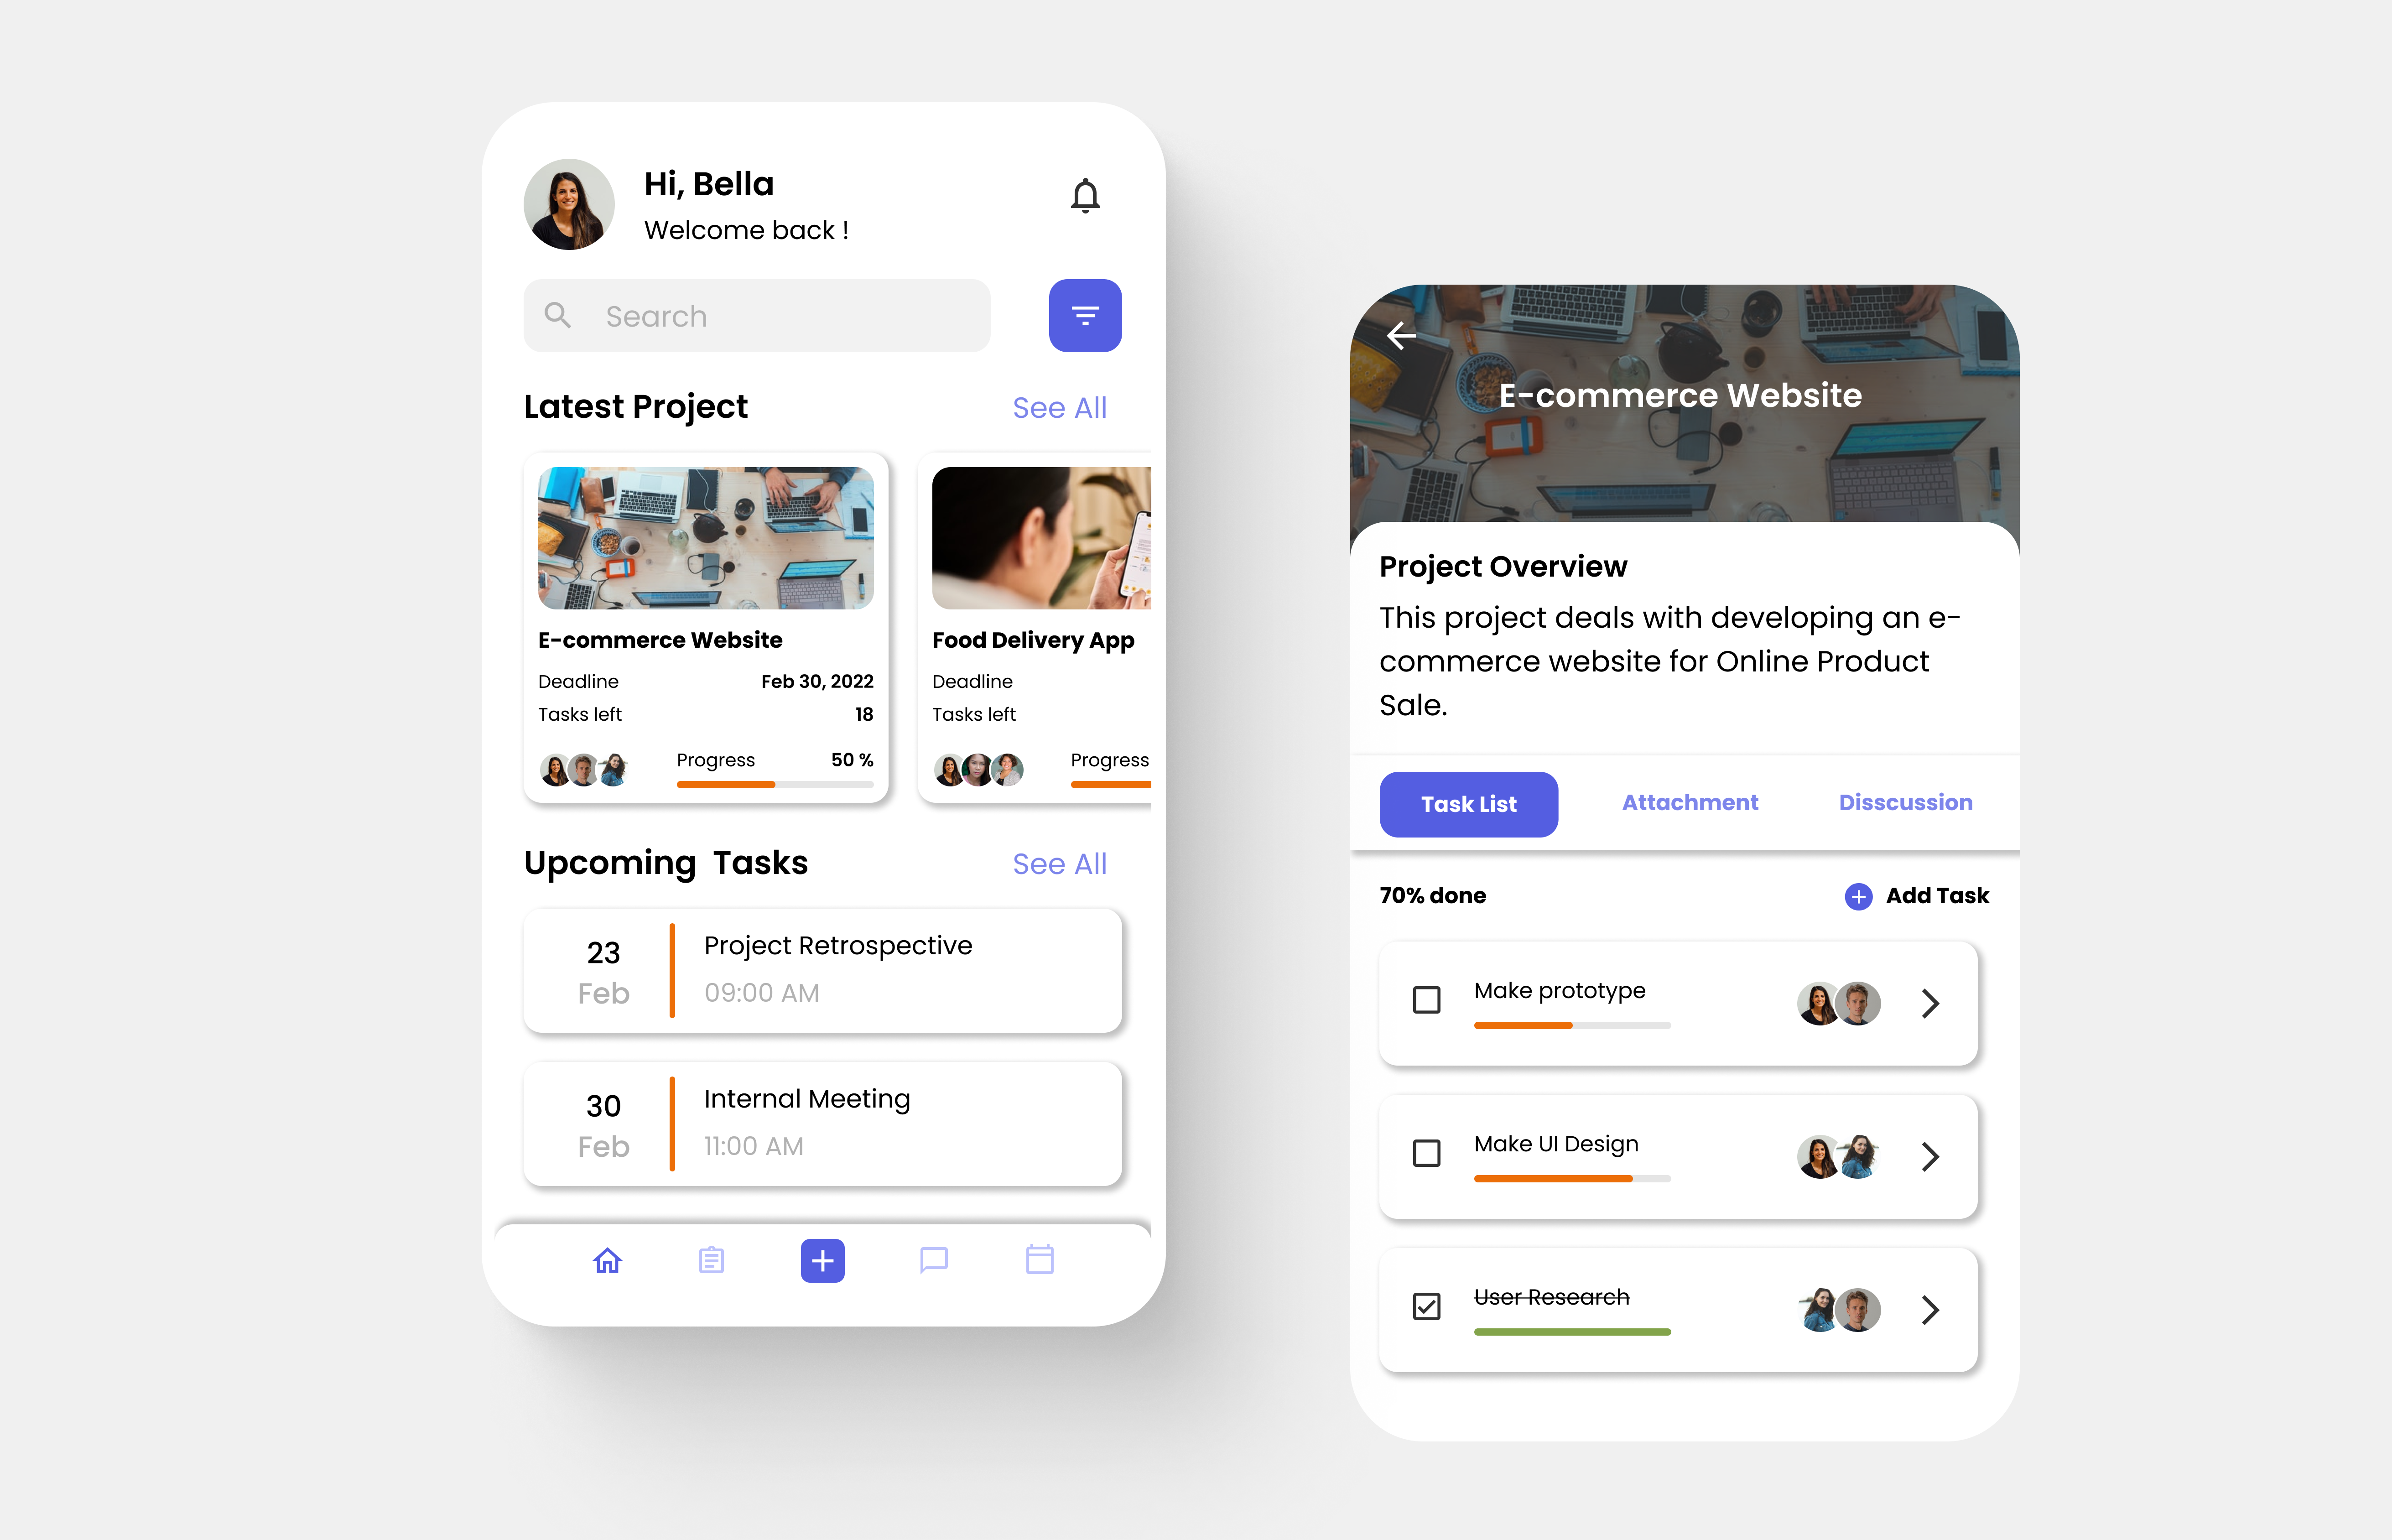 Hi, Bella
Welcome back !
Search
Latest Project
See All
E-commerce Website
Deadline
Feb 30, 2022
Tasks left
18
Progress
50 %
Food Delivery App
Deadline
Tasks left
Progress
Upcoming Tasks
See All
23
Feb
Project Retrospective
09:00 AM
30
Feb
Internal Meeting
11:00 AM
E-commerce Website
Project Overview
This project deals with developing an e-
commerce website for Online Product
Sale.
Task List
Attachment
Disscussion
70% done
Add Task
Make prototype
Make UI Design
User Research